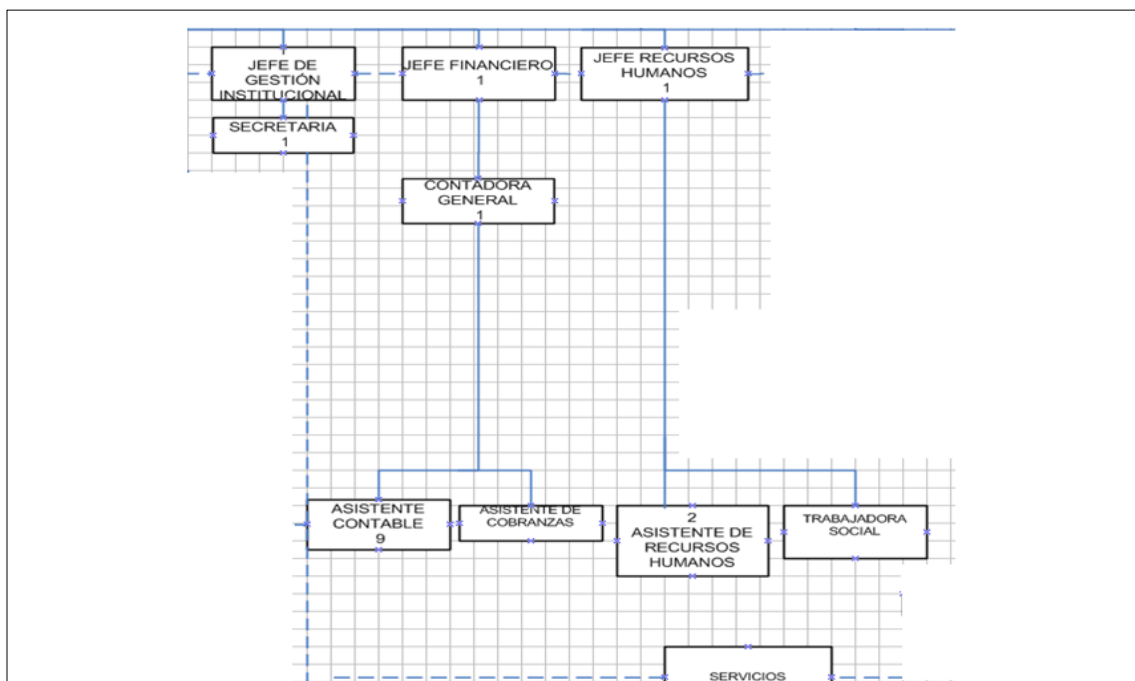 JEFE DE
GESTIÓN
INSTITUCIONAL
JEFE FINANCIERO
1
JEFE RECURSOS
HUMANOS
1
SECRETARIA
1
CONTADORA
GENERAL
1
ASISTENTE
CONTABLE
9
ASISTENTE DE
COBRANZAS
2
ASISTENTE DE
RECURSOS
HUMANOS
TRABAJADORA
SOCIAL
SERVICIOS